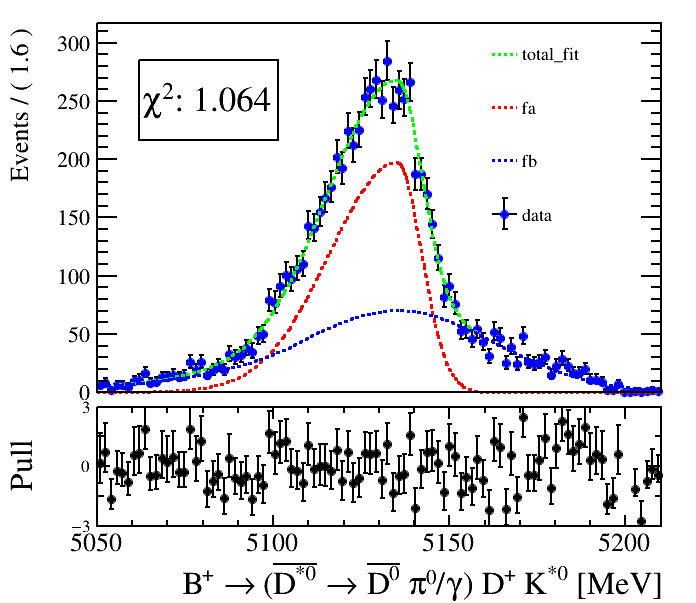 Events / ( 1.6 )
300
250
200
150
100
50
0
χ²: 1.064
total_fit
fa
fb
data
Pull
3
0
−3
5050 5100 5150 5200
B⁺ → (D̅*⁰ → D̅⁰ π⁰/γ) D⁺ K*⁰ [MeV]